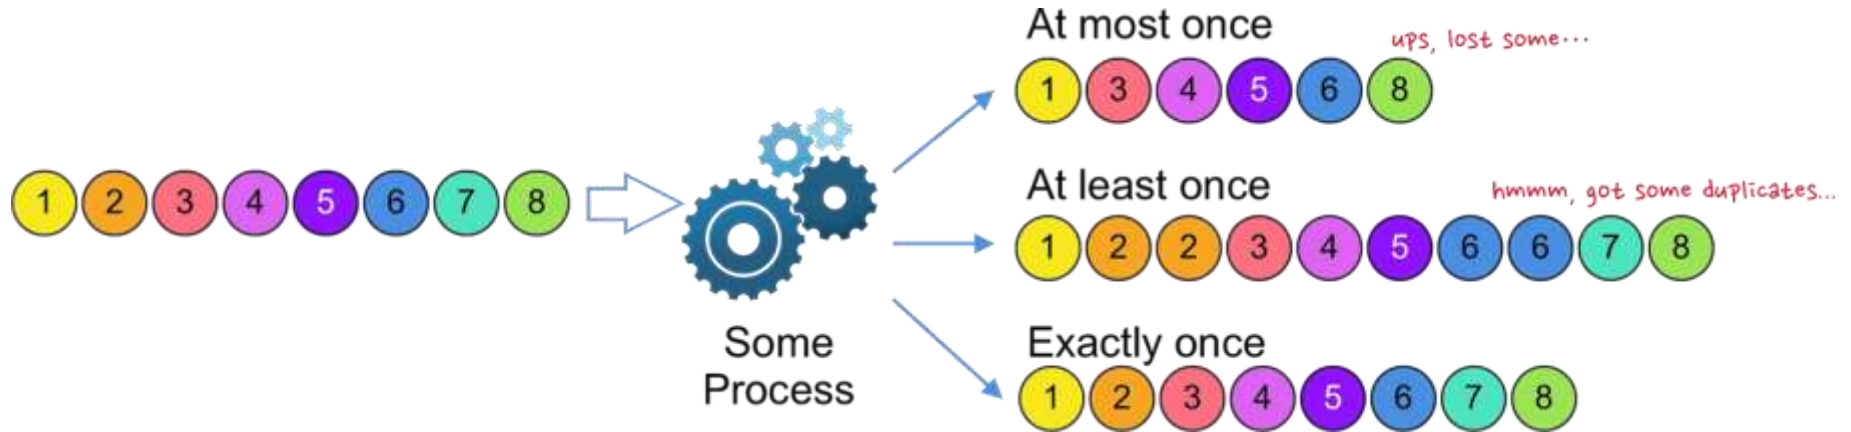 1 2 3 4 5 6 7 8
Some
Process
At most once
ups, lost some...
1 3 4 5 6 8
At least once
hmmm, got some duplicates...
1 2 2 3 4 5 6 6 7 8
Exactly once
1 2 3 4 5 6 7 8